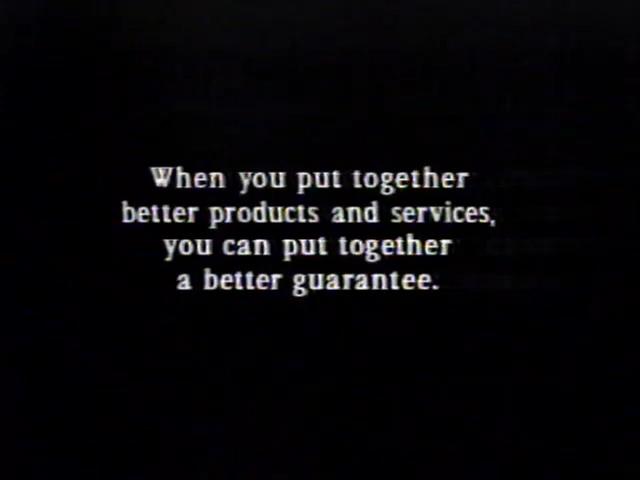 When you put together
better products and services,
you can put together
a better guarantee.